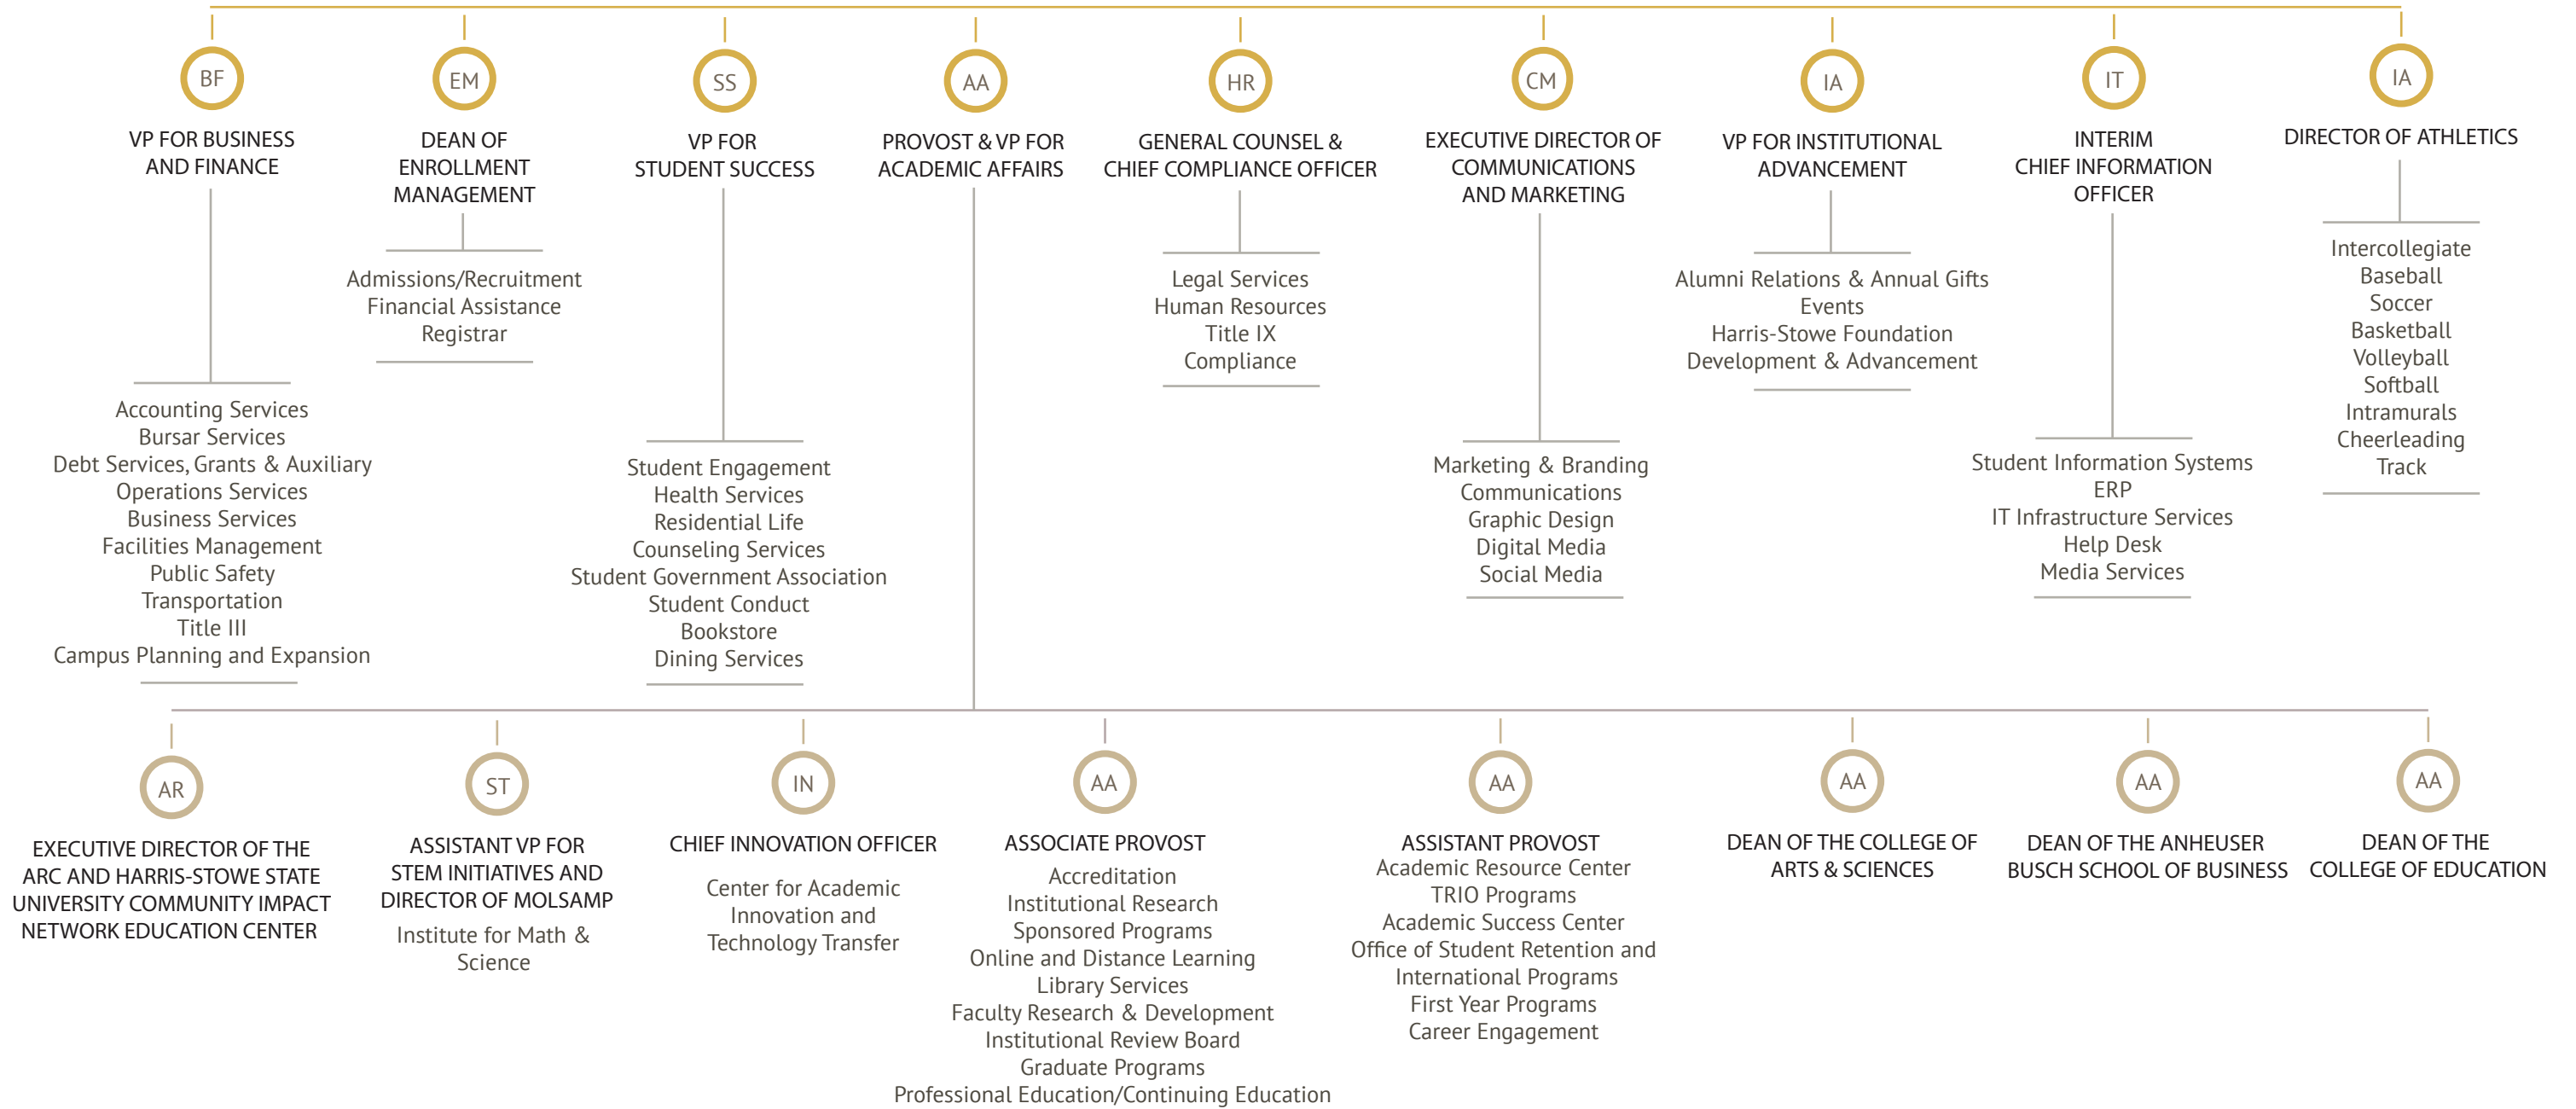 BF
VP FOR BUSINESS
AND FINANCE
Accounting Services
Bursar Services
Debt Services, Grants & Auxiliary
Operations Services
Business Services
Facilities Management
Public Safety
Transportation
Title III
Campus Planning and Expansion
EM
DEAN OF
ENROLLMENT
MANAGEMENT
Admissions/Recruitment
Financial Assistance
Registrar
SS
VP FOR
STUDENT SUCCESS
Student Engagement
Health Services
Residential Life
Counseling Services
Student Government Association
Student Conduct
Bookstore
Dining Services
AA
PROVOST & VP FOR
ACADEMIC AFFAIRS
HR
GENERAL COUNSEL &
CHIEF COMPLIANCE OFFICER
Legal Services
Human Resources
Title IX
Compliance
CM
EXECUTIVE DIRECTOR OF
COMMUNICATIONS
AND MARKETING
Marketing & Branding
Communications
Graphic Design
Digital Media
Social Media
IA
VP FOR INSTITUTIONAL
ADVANCEMENT
Alumni Relations & Annual Gifts
Events
Harris-Stowe Foundation
Development & Advancement
IT
INTERIM
CHIEF INFORMATION
OFFICER
Student Information Systems
ERP
IT Infrastructure Services
Help Desk
Media Services
IA
DIRECTOR OF ATHLETICS
Intercollegiate
Baseball
Soccer
Basketball
Volleyball
Softball
Intramurals
Cheerleading
Track
AR
EXECUTIVE DIRECTOR OF THE
ARC AND HARRIS-STOWE STATE
UNIVERSITY COMMUNITY IMPACT
NETWORK EDUCATION CENTER
ST
ASSISTANT VP FOR
STEM INITIATIVES AND
DIRECTOR OF MOLSAMP
Institute for Math &
Science
IN
CHIEF INNOVATION OFFICER
Center for Academic
Innovation and
Technology Transfer
AA
ASSOCIATE PROVOST
Accreditation
Institutional Research
Sponsored Programs
Online and Distance Learning
Library Services
Faculty Research & Development
Institutional Review Board
Graduate Programs
Professional Education/Continuing Education
AA
ASSISTANT PROVOST
Academic Resource Center
TRIO Programs
Academic Success Center
Office of Student Retention and
International Programs
First Year Programs
Career Engagement
AA
DEAN OF THE COLLEGE OF
ARTS & SCIENCES
AA
DEAN OF THE ANHEUSER
BUSCH SCHOOL OF BUSINESS
AA
DEAN OF THE
COLLEGE OF EDUCATION